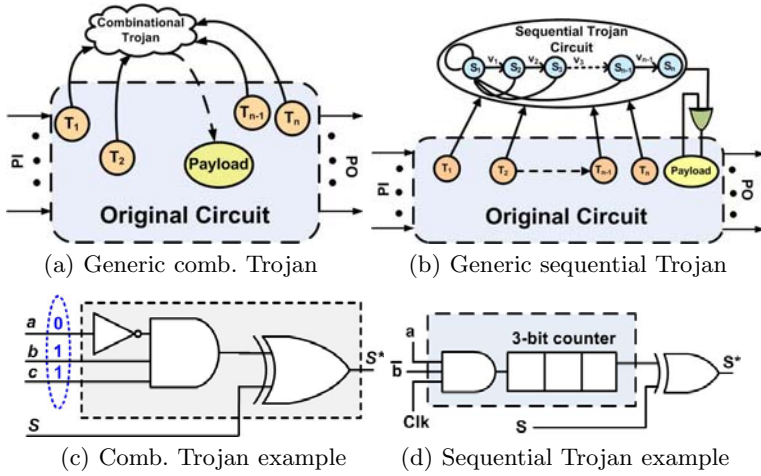 Combinational
Trojan
T1
T2
Tn-1
Tn
Payload
PI
PO
Original Circuit
(a) Generic comb. Trojan
Sequential Trojan
Circuit
S1
v1
S2
v2
S3
v3
Sn-1
vn-1
Sn
T1
T2
Tn-1
Tn
Payload
PI
PO
Original Circuit
(b) Generic sequential Trojan
a 0
b 1
c 1
S
S*
(c) Comb. Trojan example
a
b̅
Clk
3-bit counter
S
S*
(d) Sequential Trojan example